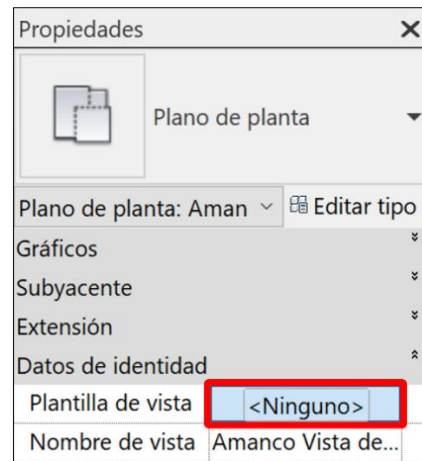 Propiedades
Plano de planta
Plano de planta: Aman
Editar tipo
Gráficos
Subyacente
Extensión
Datos de identidad
Plantilla de vista
<Ninguno>
Nombre de vista
Amanco Vista de...